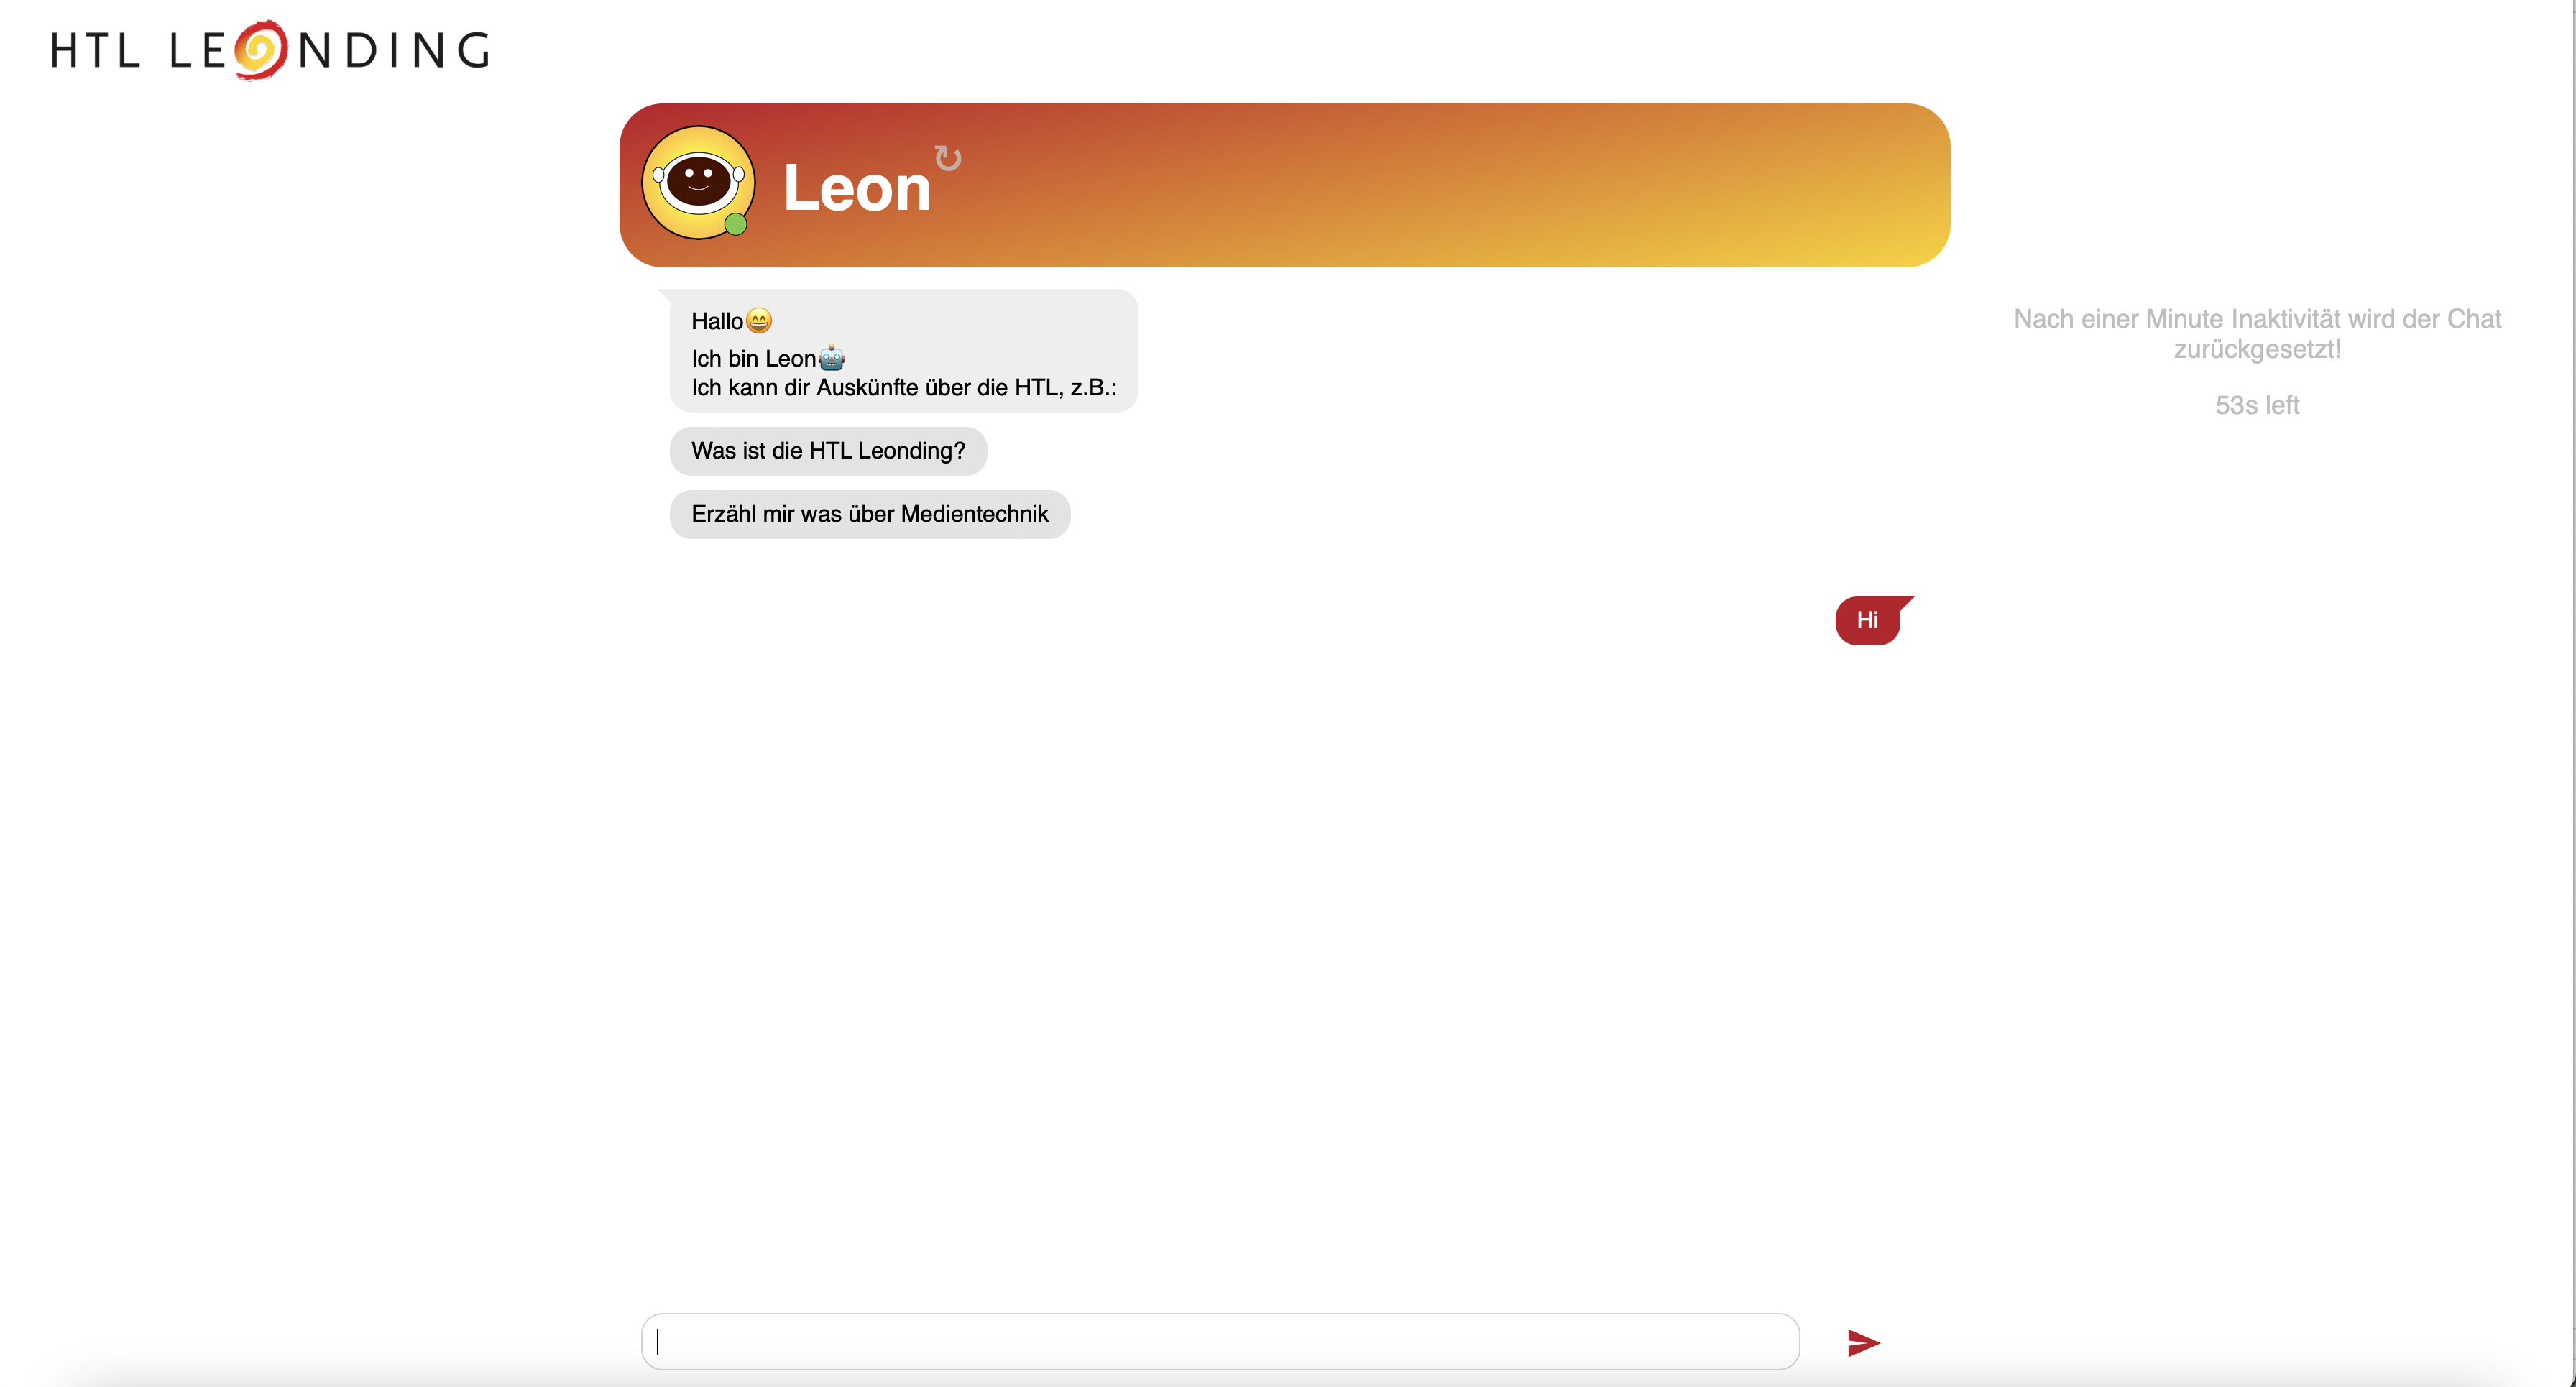 HTL LEONDING
Leon
Hallo😄
Ich bin Leon🤖
Ich kann dir Auskünfte über die HTL, z.B.:
Was ist die HTL Leonding?
Erzähl mir was über Medientechnik
Nach einer Minute Inaktivität wird der Chat
zurückgesetzt!
53s left
Hi